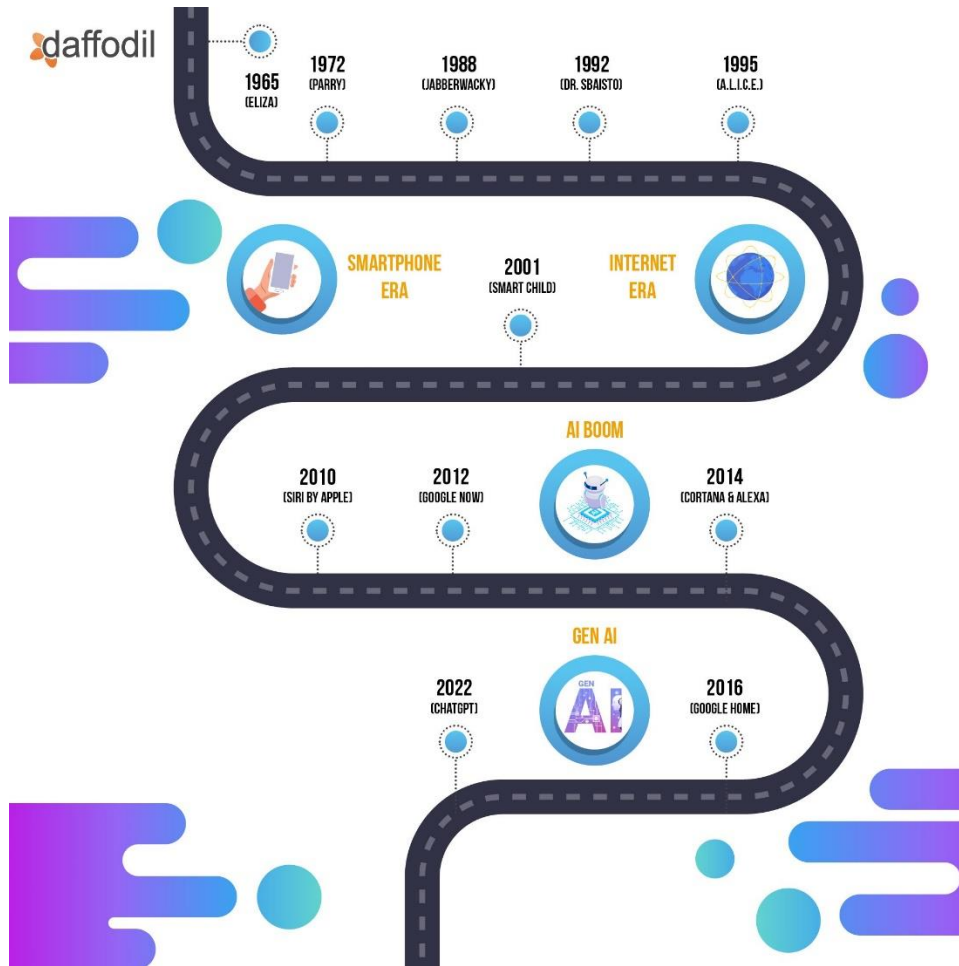 daffodil
1965
(ELIZA)
1972
(PARRY)
1988
(JABBERWACKY)
1992
(DR. SBAISTO)
1995
(A.L.I.C.E.)
SMARTPHONE
ERA
2001
(SMART CHILD)
INTERNET
ERA
AI BOOM
2010
(SIRI BY APPLE)
2012
(GOOGLE NOW)
2014
(CORTANA & ALEXA)
GEN AI
GEN
AI
2022
(CHATGPT)
2016
(GOOGLE HOME)